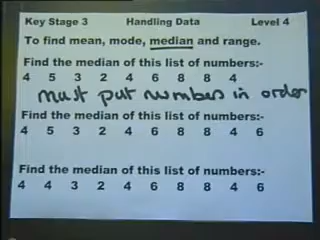 Key Stage 3 Handling Data Level 4
To find mean, mode, median and range.
Find the median of this list of numbers:-
4 5 3 2 4 6 8 8 4
must put numbers in order
Find the median of this list of numbers:-
4 5 3 2 4 6 8 8 4 6
Find the median of this list of numbers:-
4 4 3 2 4 6 8 8 4 6